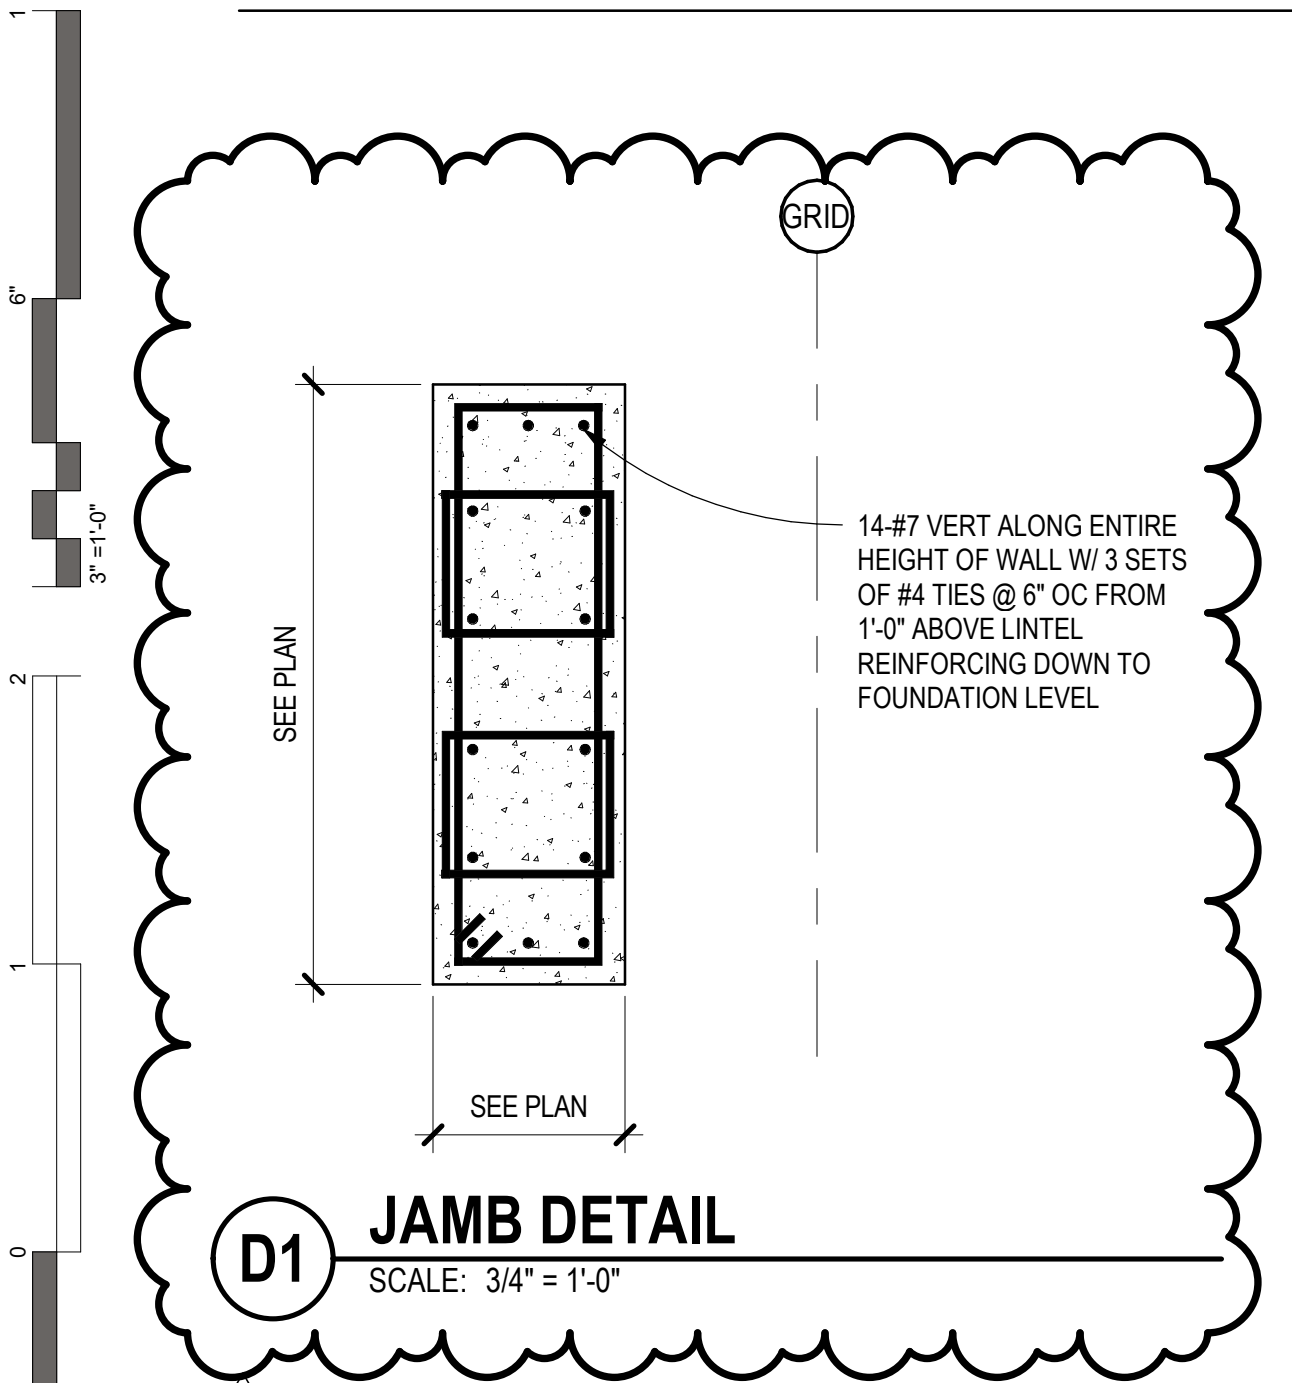 1
6"
3" =1'-0"
2
1
0
GRID
14-#7 VERT ALONG ENTIRE
HEIGHT OF WALL W/ 3 SETS
OF #4 TIES @ 6" OC FROM
1'-0" ABOVE LINTEL
REINFORCING DOWN TO
FOUNDATION LEVEL
SEE PLAN
SEE PLAN
D1
JAMB DETAIL
SCALE: 3/4" = 1'-0"